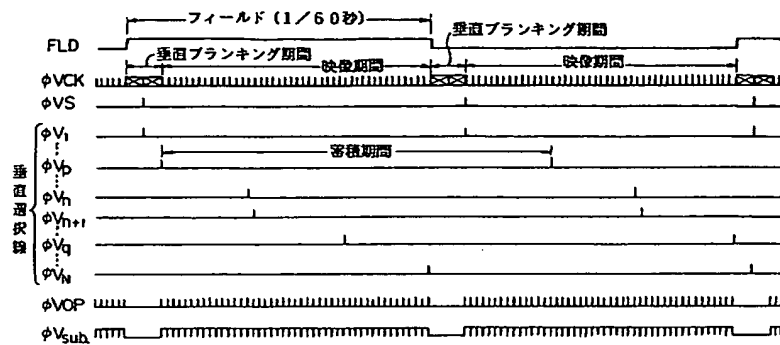 フィールド(1/60秒)
FLD
垂直ブランキング期間
垂直ブランキング期間
映像期間
映像期間
φVCK
φVS
φV1
φVp
蓄積期間
φVn
φVn+1
φVq
φVN
垂直選択線
φVOP
φVsub.